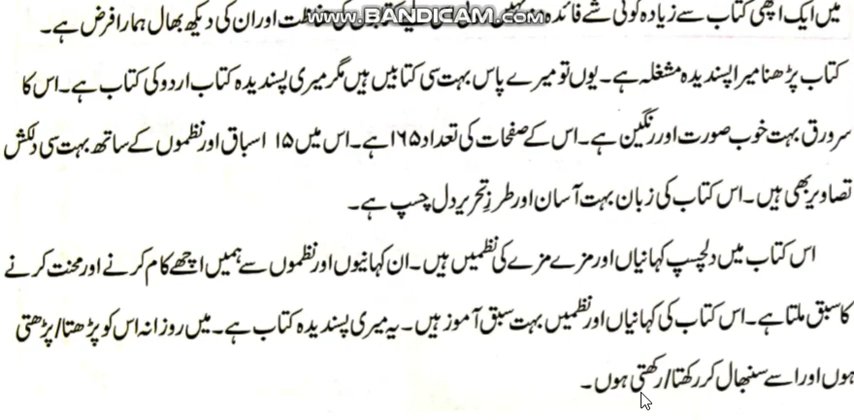 میں ایک اچھی کتاب سے زیادہ کوئی شے فائدہ اور ان کی دیکھ بھال ہمارا فرض ہے۔
www.BANDICAM.com
کتاب پڑھنا میرا پسندیدہ مشغلہ ہے۔ یوں تو میرے پاس بہت سی کتابیں ہیں مگر میری پسندیدہ کتاب اردو کی کتاب ہے۔ اس کا
سرورق بہت خوب صورت اور رنگین ہے۔ اس کے صفحات کی تعداد ۱۶۵ ہے۔ اس میں ۱۵ اسباق اور نظموں کے ساتھ بہت سی دلکش
تصاویر بھی ہیں۔ اس کتاب کی زبان بہت آسان اور طرزِ تحریر دل چسپ ہے۔
اس کتاب میں دلچسپ کہانیاں اور مزے مزے کی نظمیں ہیں۔ ان کہانیوں اور نظموں سے ہمیں اچھے کام کرنے اور محنت کرنے
کا سبق ملتا ہے۔ اس کتاب کی کہانیاں اور نظمیں بہت سبق آموز ہیں۔ یہ میری پسندیدہ کتاب ہے۔ میں روزانہ اس کو پڑھتا/پڑھتی
ہوں اور اسے سنبھال کر رکھتا/رکھتی ہوں۔